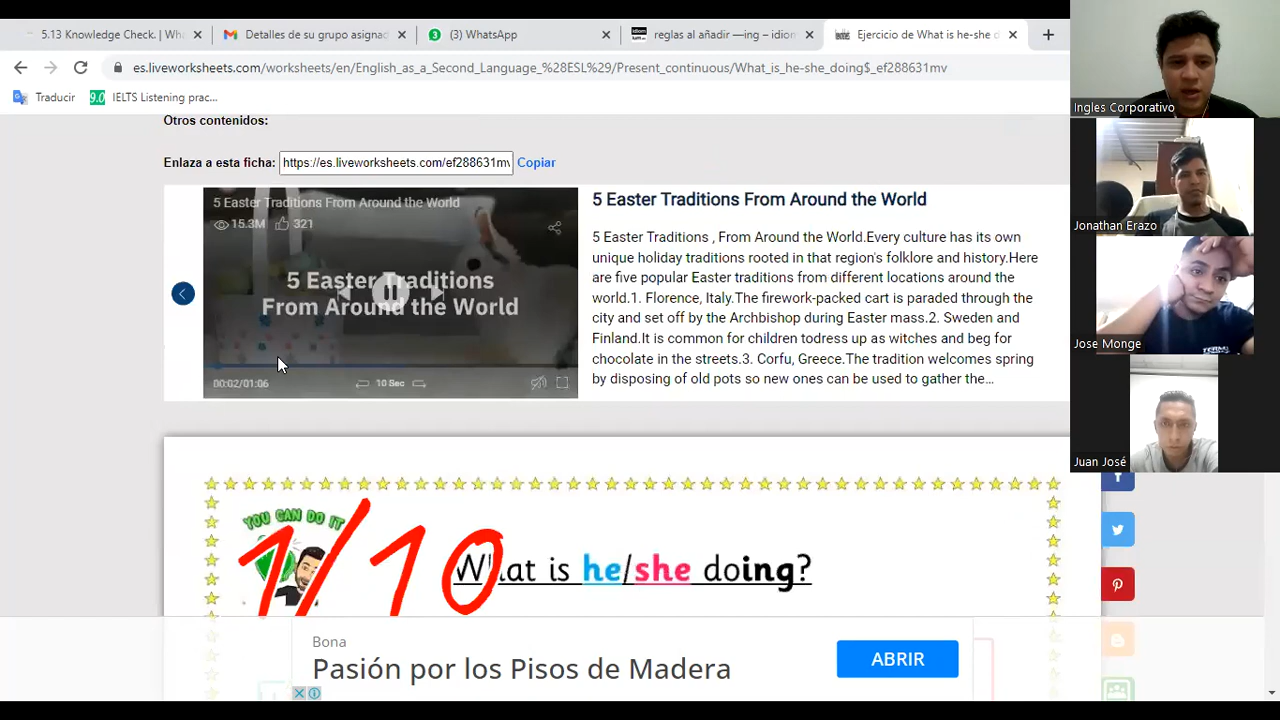 5.13 Knowledge Check. | Wha
Detalles de su grupo asignad
(3) WhatsApp
reglas al añadir —ing – idiom
Ejercicio de What is he-she d
es.liveworksheets.com/worksheets/en/English_as_a_Second_Language_%28ESL%29/Present_continuous/What_is_he-she_doing$_ef288631mv
Traducir
9.0 IELTS Listening prac...
Ingles Corporativo
Jonathan Erazo
Jose Monge
Juan José
Otros contenidos:
Enlaza a esta ficha: https://es.liveworksheets.com/ef288631mv Copiar
5 Easter Traditions From Around the World
15.3M 321
5 Easter Traditions
From Around the World
00:02/01:06
10 Sec
5 Easter Traditions From Around the World
5 Easter Traditions , From Around the World.Every culture has its own
unique holiday traditions rooted in that region's folklore and history.Here
are five popular Easter traditions from different locations around the
world.1. Florence, Italy.The firework-packed cart is paraded through the
city and set off by the Archbishop during Easter mass.2. Sweden and
Finland.It is common for children todress up as witches and beg for
chocolate in the streets.3. Corfu, Greece.The tradition welcomes spring
by disposing of old pots so new ones can be used to gather the...
YOU CAN DO IT
1/10
What is he/she doing?
Bona
Pasión por los Pisos de Madera
ABRIR